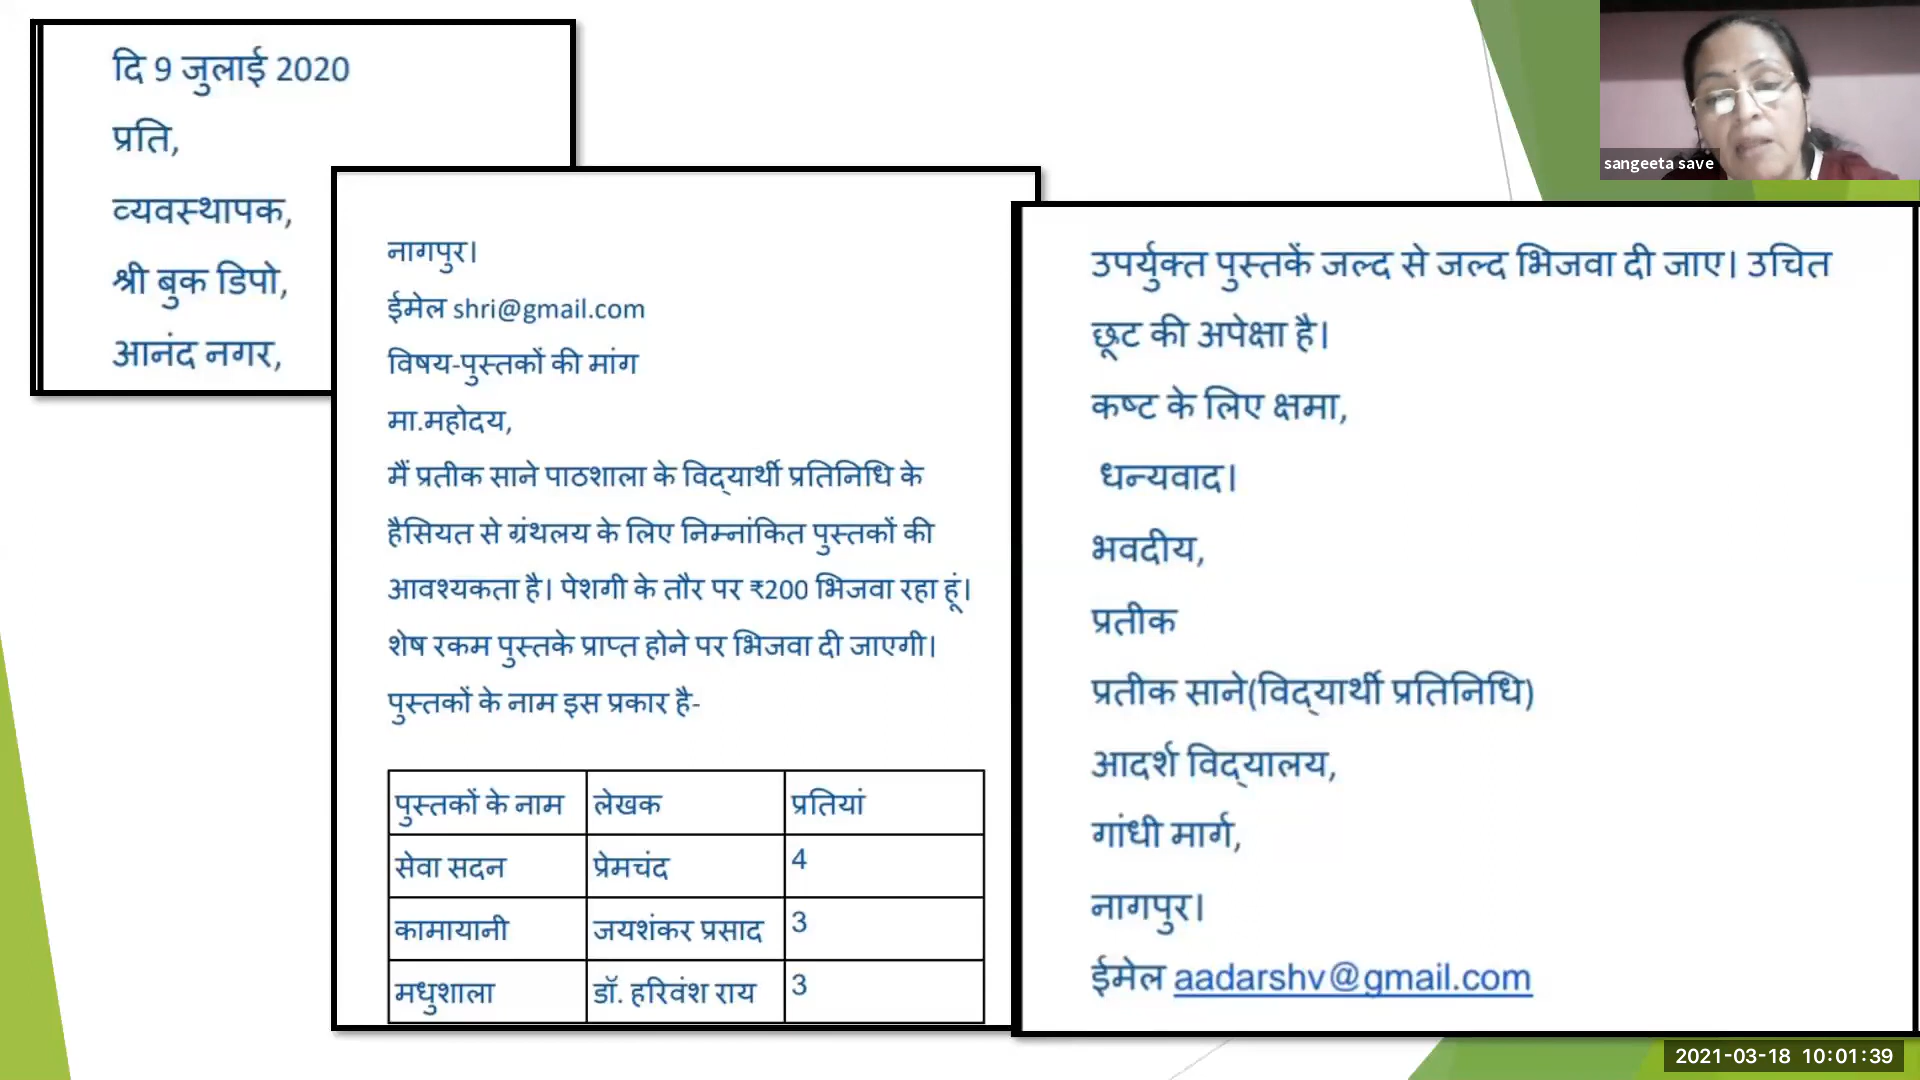 दि 9 जुलाई 2020
प्रति,
व्यवस्थापक,
श्री बुक डिपो,
आनंद नगर,
नागपुर।
ईमेल shri@gmail.com
विषय-पुस्तकों की मांग
मा.महोदय,
मैं प्रतीक साने पाठशाला के विद्यार्थी प्रतिनिधि के
हैसियत से ग्रंथलय के लिए निम्नांकित पुस्तकों की
आवश्यकता है। पेशगी के तौर पर ₹200 भिजवा रहा हूं।
शेष रकम पुस्तके प्राप्त होने पर भिजवा दी जाएगी।
पुस्तकों के नाम इस प्रकार है-
पुस्तकों के नाम लेखक प्रतियां
सेवा सदन प्रेमचंद 4
कामायानी जयशंकर प्रसाद 3
मधुशाला डॉ. हरिवंश राय 3
उपर्युक्त पुस्तकें जल्द से जल्द भिजवा दी जाए। उचित
छूट की अपेक्षा है।
कष्ट के लिए क्षमा,
धन्यवाद।
भवदीय,
प्रतीक
प्रतीक साने(विद्यार्थी प्रतिनिधि)
आदर्श विद्यालय,
गांधी मार्ग,
नागपुर।
ईमेल aadarshv@gmail.com
sangeeta save
2021-03-18 10:01:39